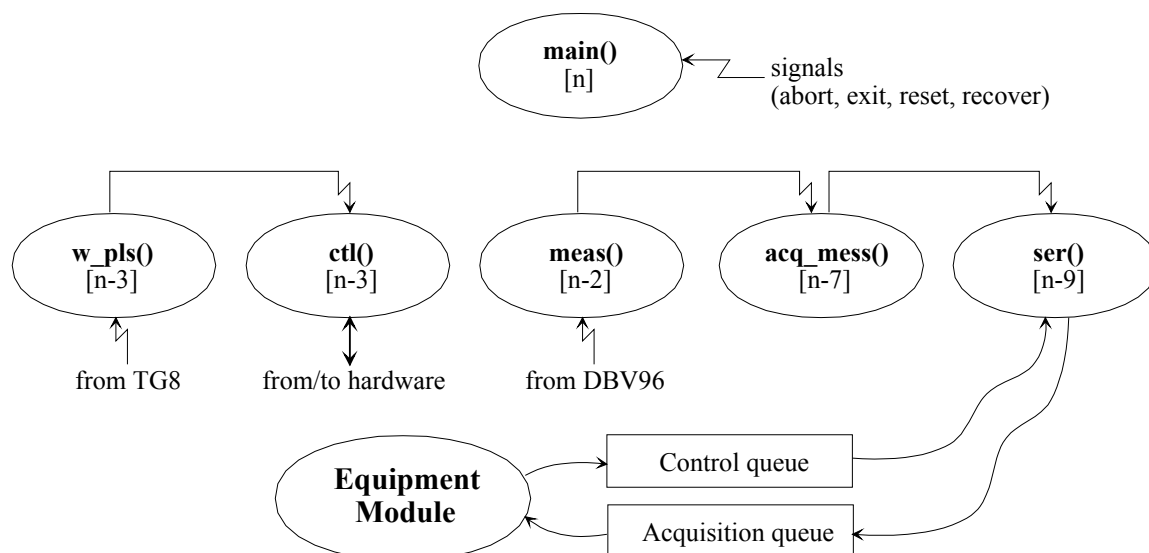 main()
[n]
signals
(abort, exit, reset, recover)
w_pls()
[n-3]
ctl()
[n-3]
meas()
[n-2]
acq_mess()
[n-7]
ser()
[n-9]
from TG8
from/to hardware
from DBV96
Equipment
Module
Control queue
Acquisition queue